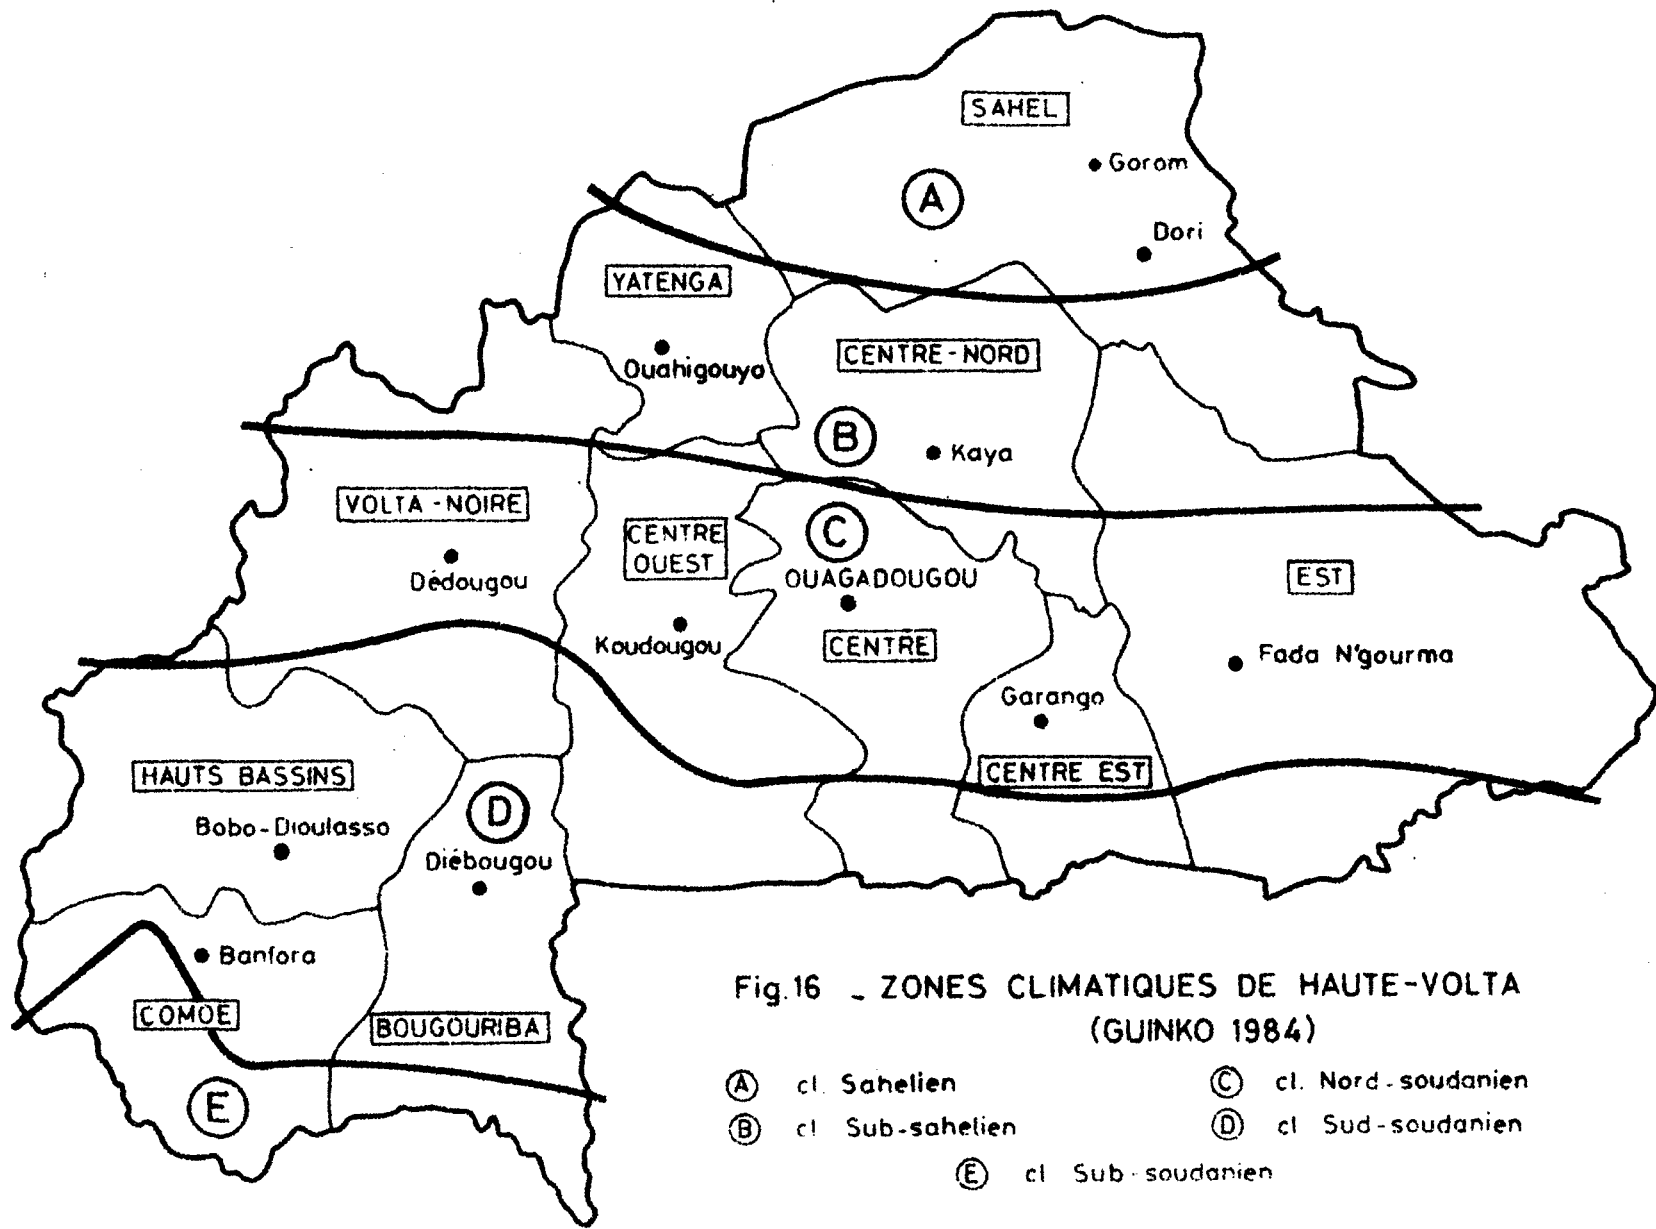 SAHEL
Gorom
A
Dori
YATENGA
Ouahigouya
CENTRE-NORD
B
Kaya
VOLTA-NOIRE
Dédougou
CENTRE
OUEST
C
OUAGADOUGOU
EST
Koudougou
CENTRE
Fada N'gourma
Garango
HAUTS BASSINS
CENTRE EST
D
Bobo-Dioulasso
Diébougou
Banfora
COMOE
BOUGOURIBA
E
Fig.16 - ZONES CLIMATIQUES DE HAUTE-VOLTA
(GUINKO 1984)
A cl. Sahelien
C cl. Nord-soudanien
B cl Sub-sahelien
D cl Sud-soudanien
E cl Sub-soudanien